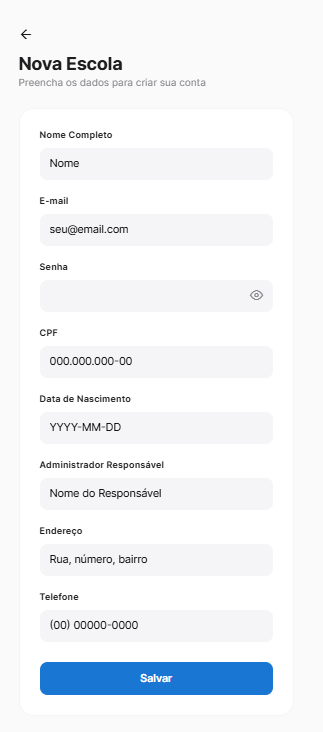 Nova Escola
Preencha os dados para criar sua conta
Nome Completo
Nome
E-mail
seu@email.com
Senha
CPF
000.000.000-00
Data de Nascimento
YYYY-MM-DD
Administrador Responsável
Nome do Responsável
Endereço
Rua, número, bairro
Telefone
(00) 00000-0000
Salvar